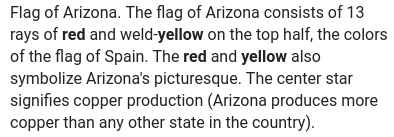 Flag of Arizona. The flag of Arizona consists of 13
rays of red and weld-yellow on the top half, the colors
of the flag of Spain. The red and yellow also
symbolize Arizona's picturesque. The center star
signifies copper production (Arizona produces more
copper than any other state in the country).